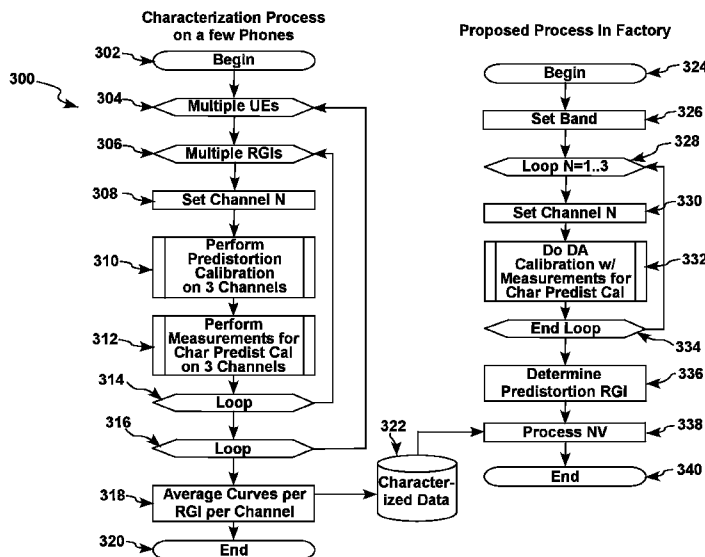 Characterization Process
on a few Phones
300
302
Begin
304
Multiple UEs
306
Multiple RGIs
308
Set Channel N
310
Perform
Predistortion
Calibration
on 3 Channels
312
Perform
Measurements for
Char Predist Cal
on 3 Channels
314
Loop
316
Loop
318
Average Curves per
RGI per Channel
320
End
322
Character-
ized Data
Proposed Process In Factory
Begin
324
Set Band
326
328
Loop N=1..3
330
Set Channel N
Do DA
Calibration w/
Measurements for
Char Predist Cal
332
End Loop
334
Determine
Predistortion RGI
336
Process NV
338
End
340